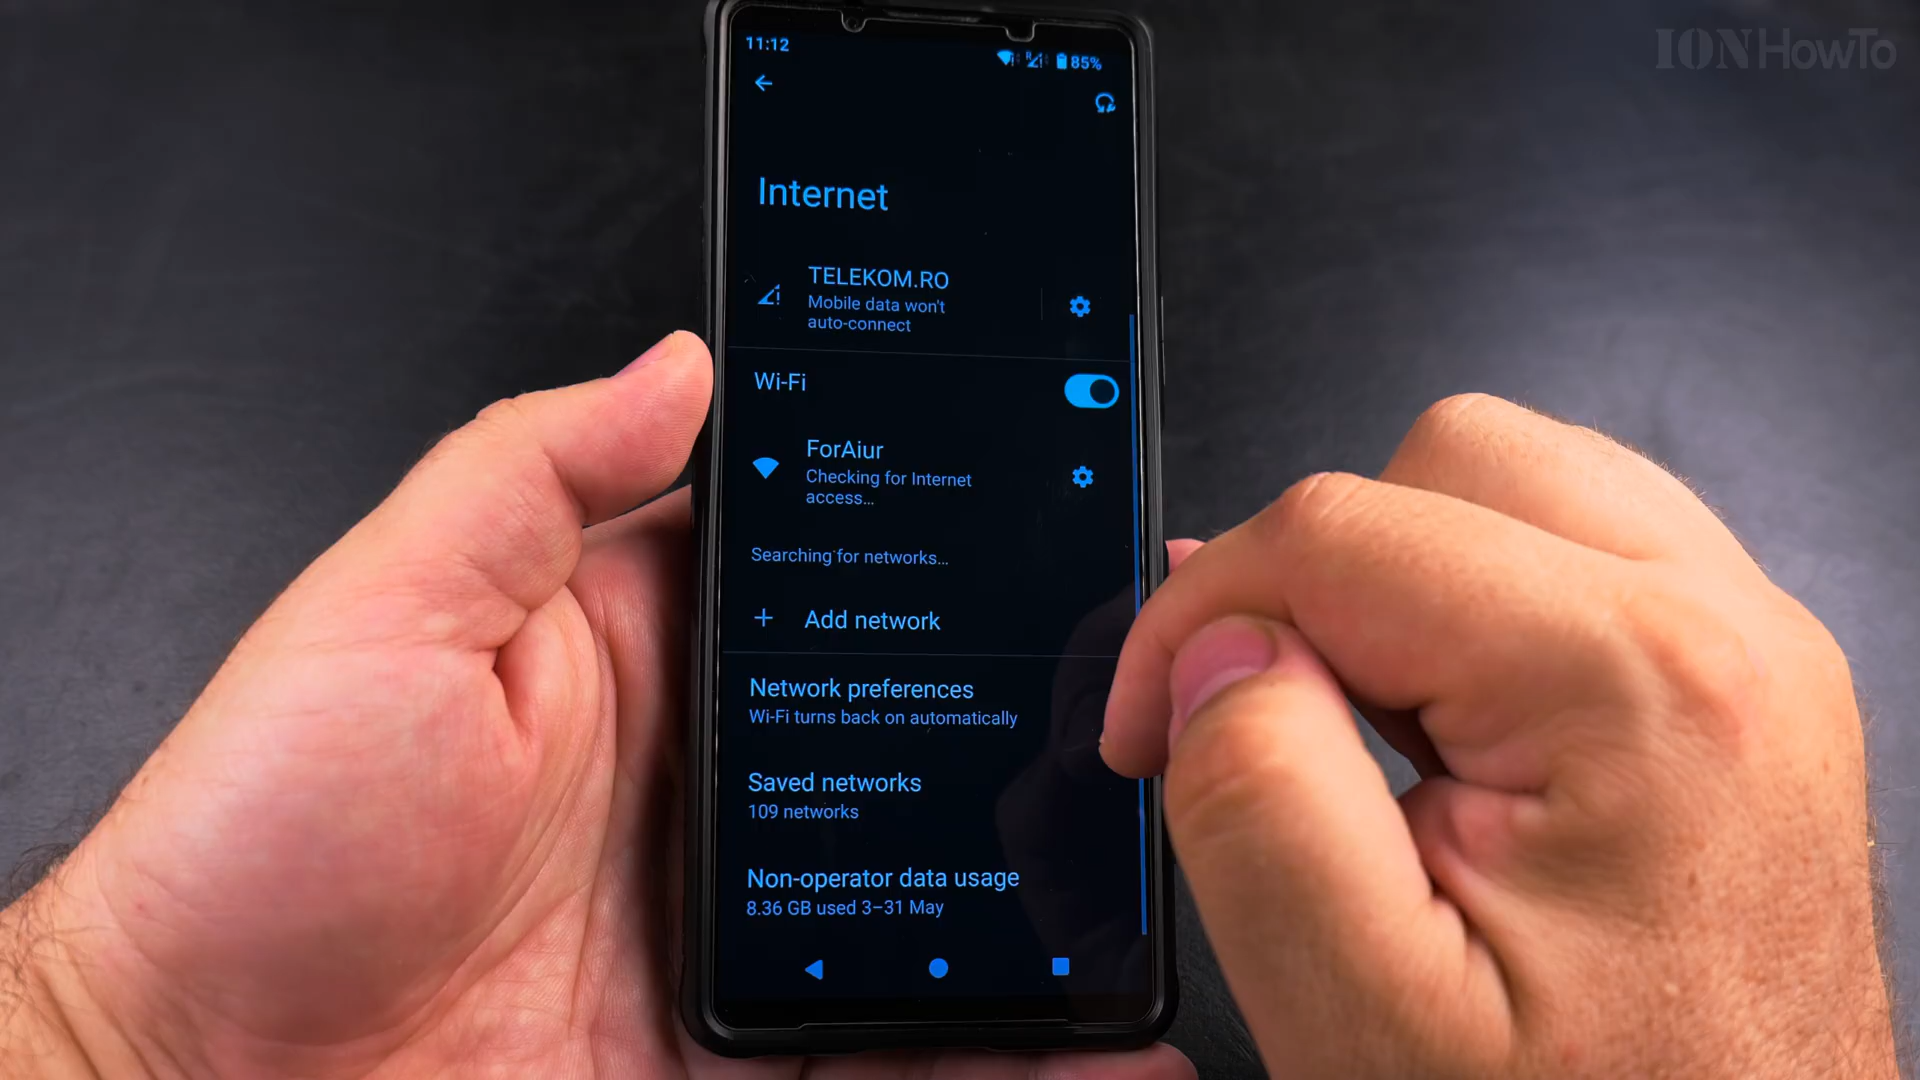 ION HowTo
11:12
85%
Internet
TELEKOM.RO
Mobile data won't
auto-connect
Wi-Fi
ForAiur
Checking for Internet
access...
Searching for networks...
Add network
Network preferences
Wi-Fi turns back on automatically
Saved networks
109 networks
Non-operator data usage
8.36 GB used 3–31 May